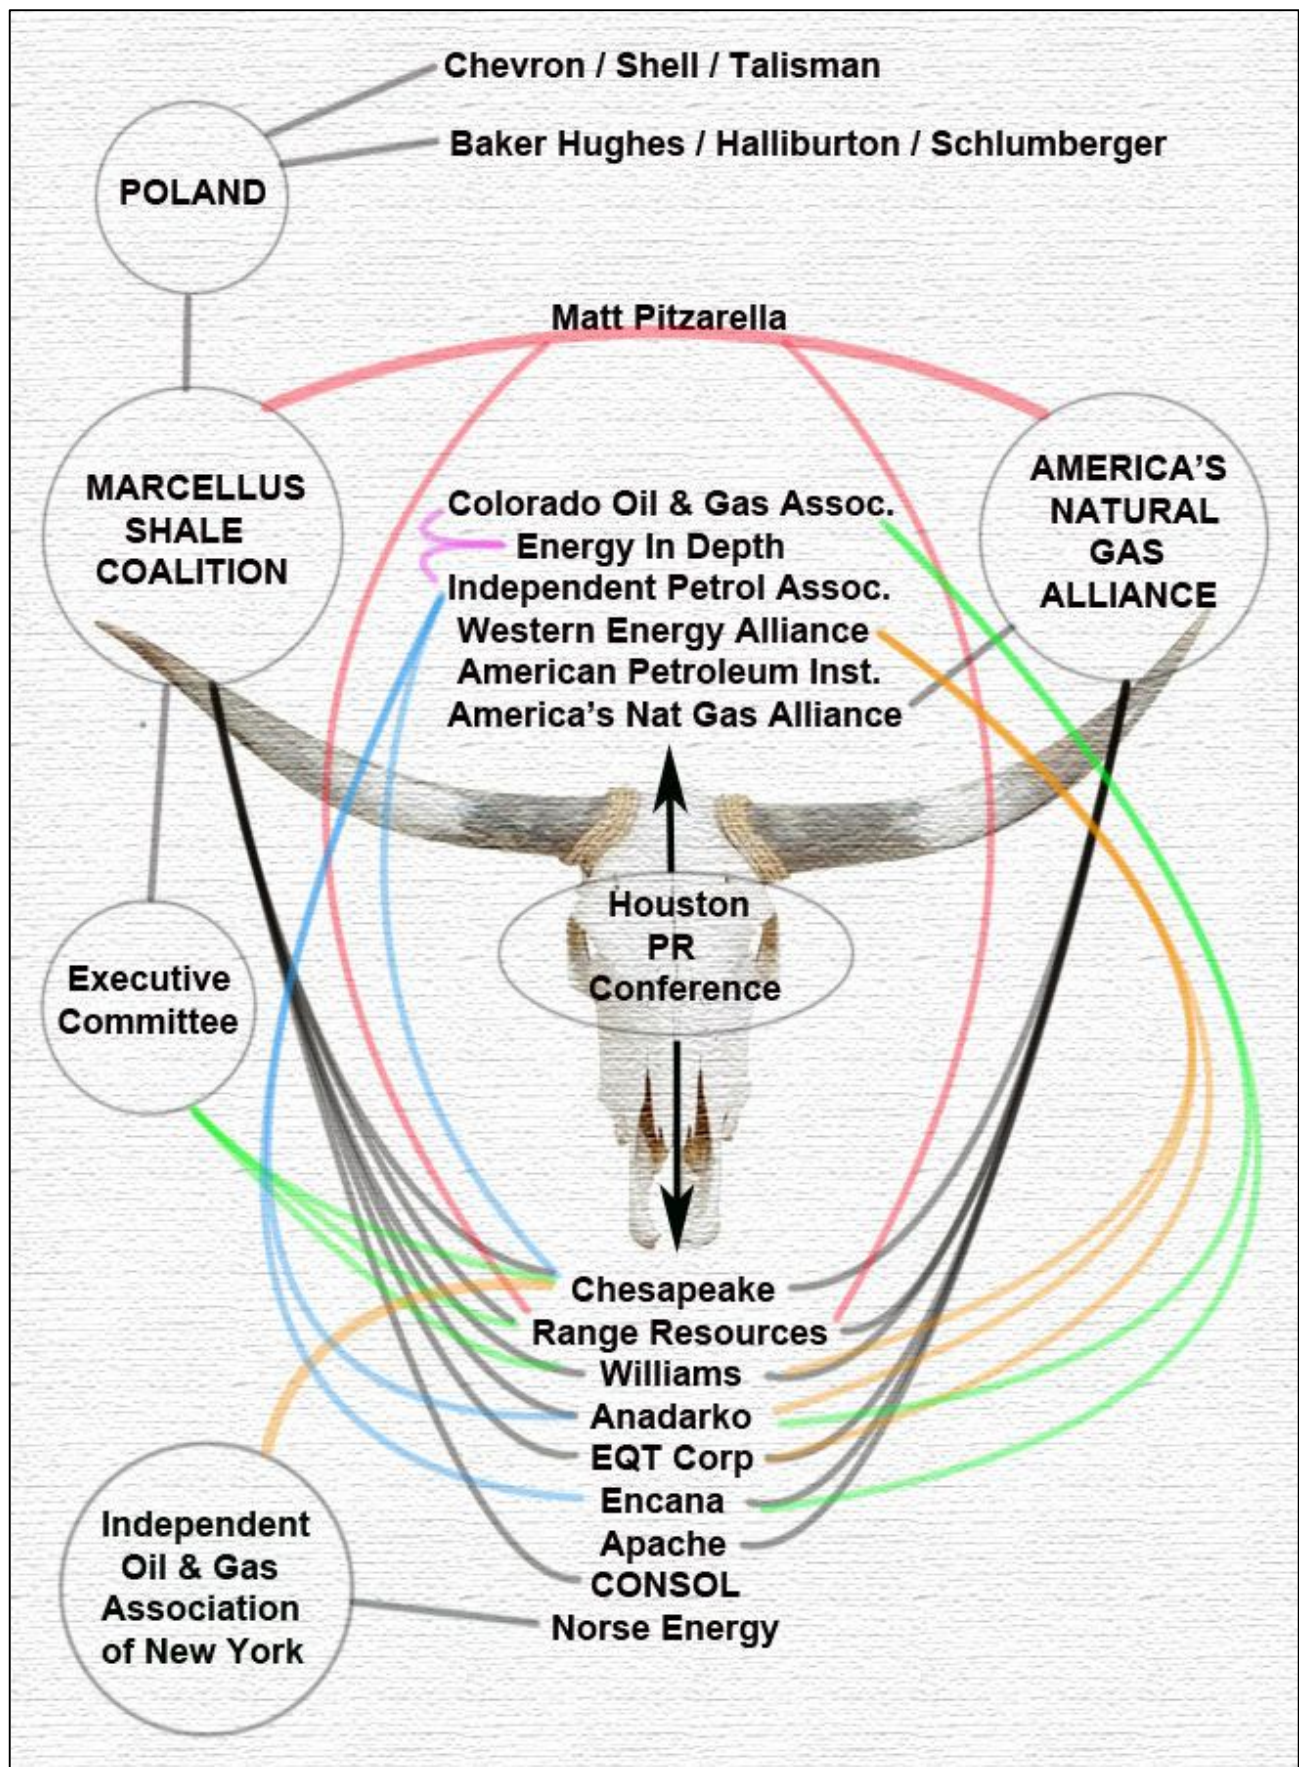 Chevron / Shell / Talisman
Baker Hughes / Halliburton / Schlumberger
POLAND
Matt Pitzarella
MARCELLUS
SHALE
COALITION
AMERICA'S
NATURAL
GAS
ALLIANCE
Colorado Oil & Gas Assoc.
Energy In Depth
Independent Petrol Assoc.
Western Energy Alliance
American Petroleum Inst.
America's Nat Gas Alliance
Houston
PR
Conference
Executive
Committee
Chesapeake
Range Resources
Williams
Anadarko
EQT Corp
Encana
Apache
CONSOL
Norse Energy
Independent
Oil & Gas
Association
of New York